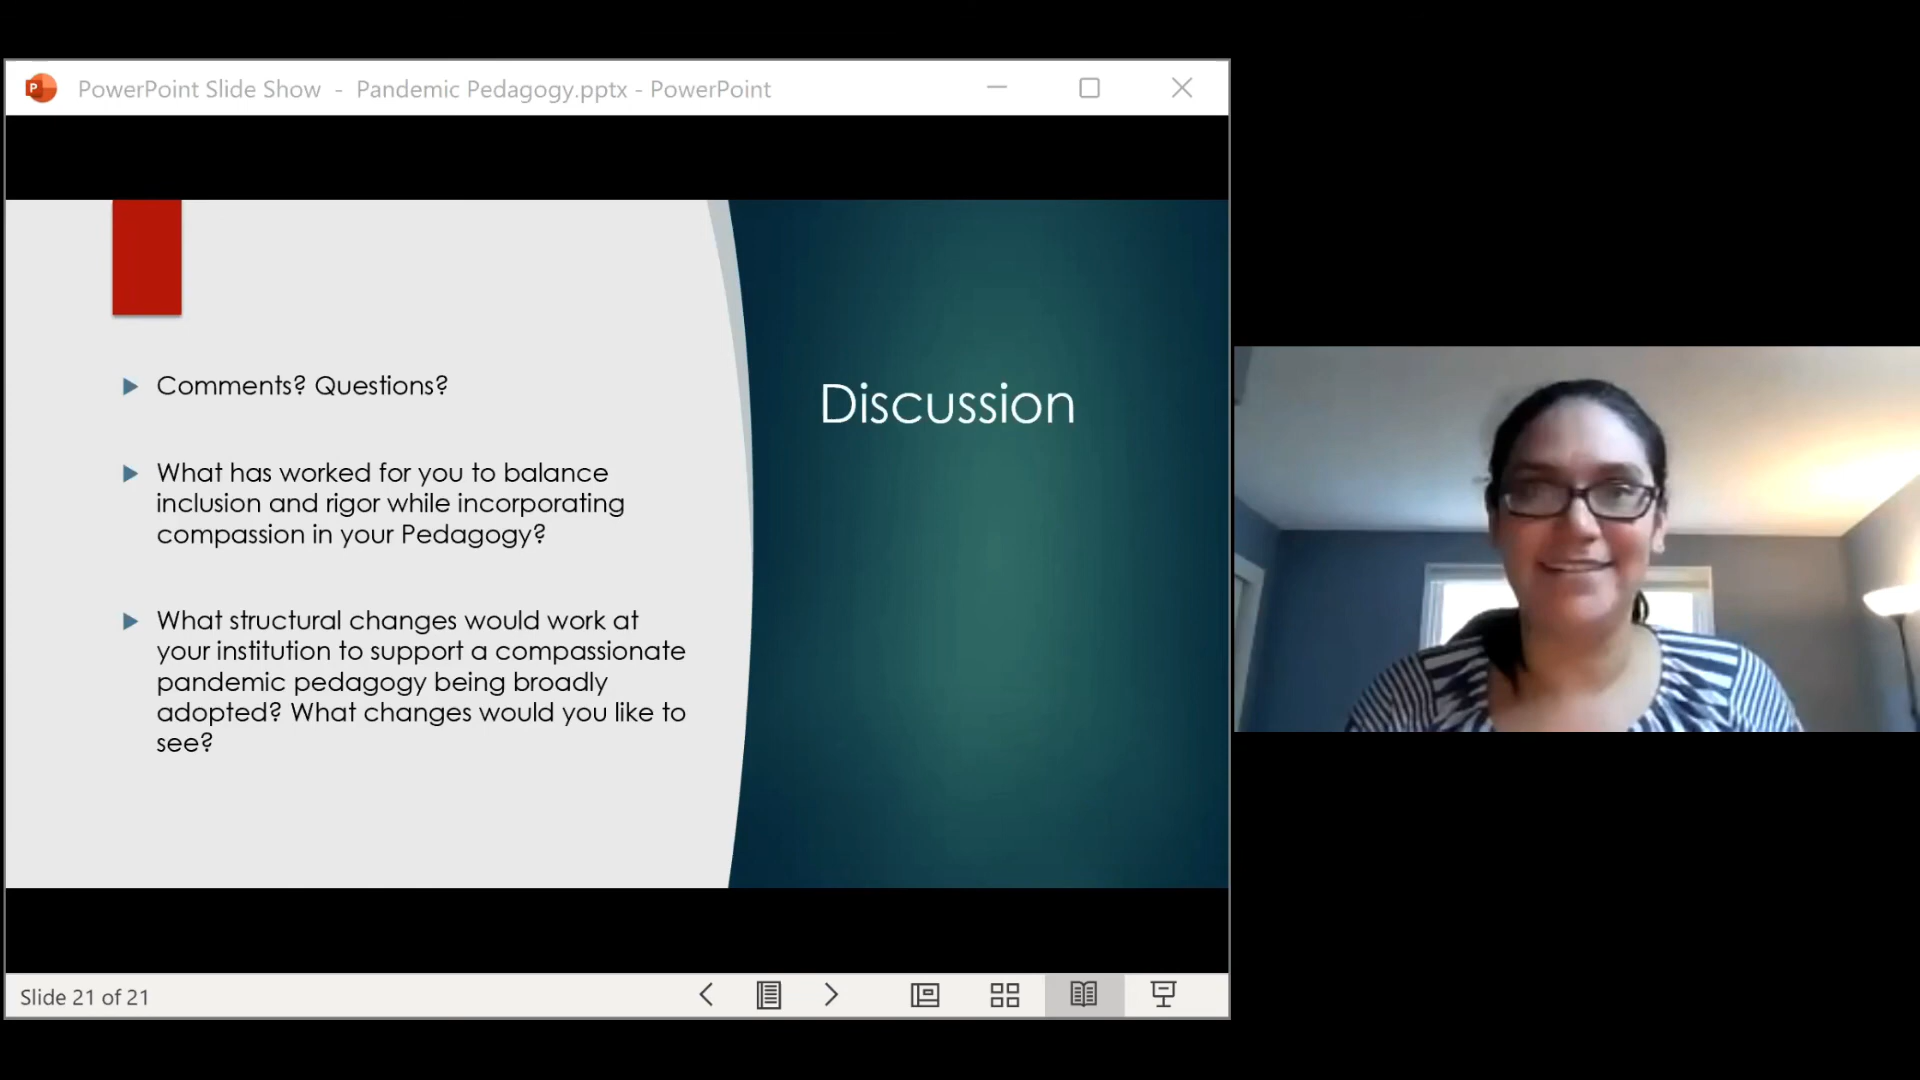 PowerPoint Slide Show - Pandemic Pedagogy.pptx - PowerPoint
Comments? Questions?
What has worked for you to balance
inclusion and rigor while incorporating
compassion in your Pedagogy?
What structural changes would work at
your institution to support a compassionate
pandemic pedagogy being broadly
adopted? What changes would you like to
see?
Discussion
Slide 21 of 21